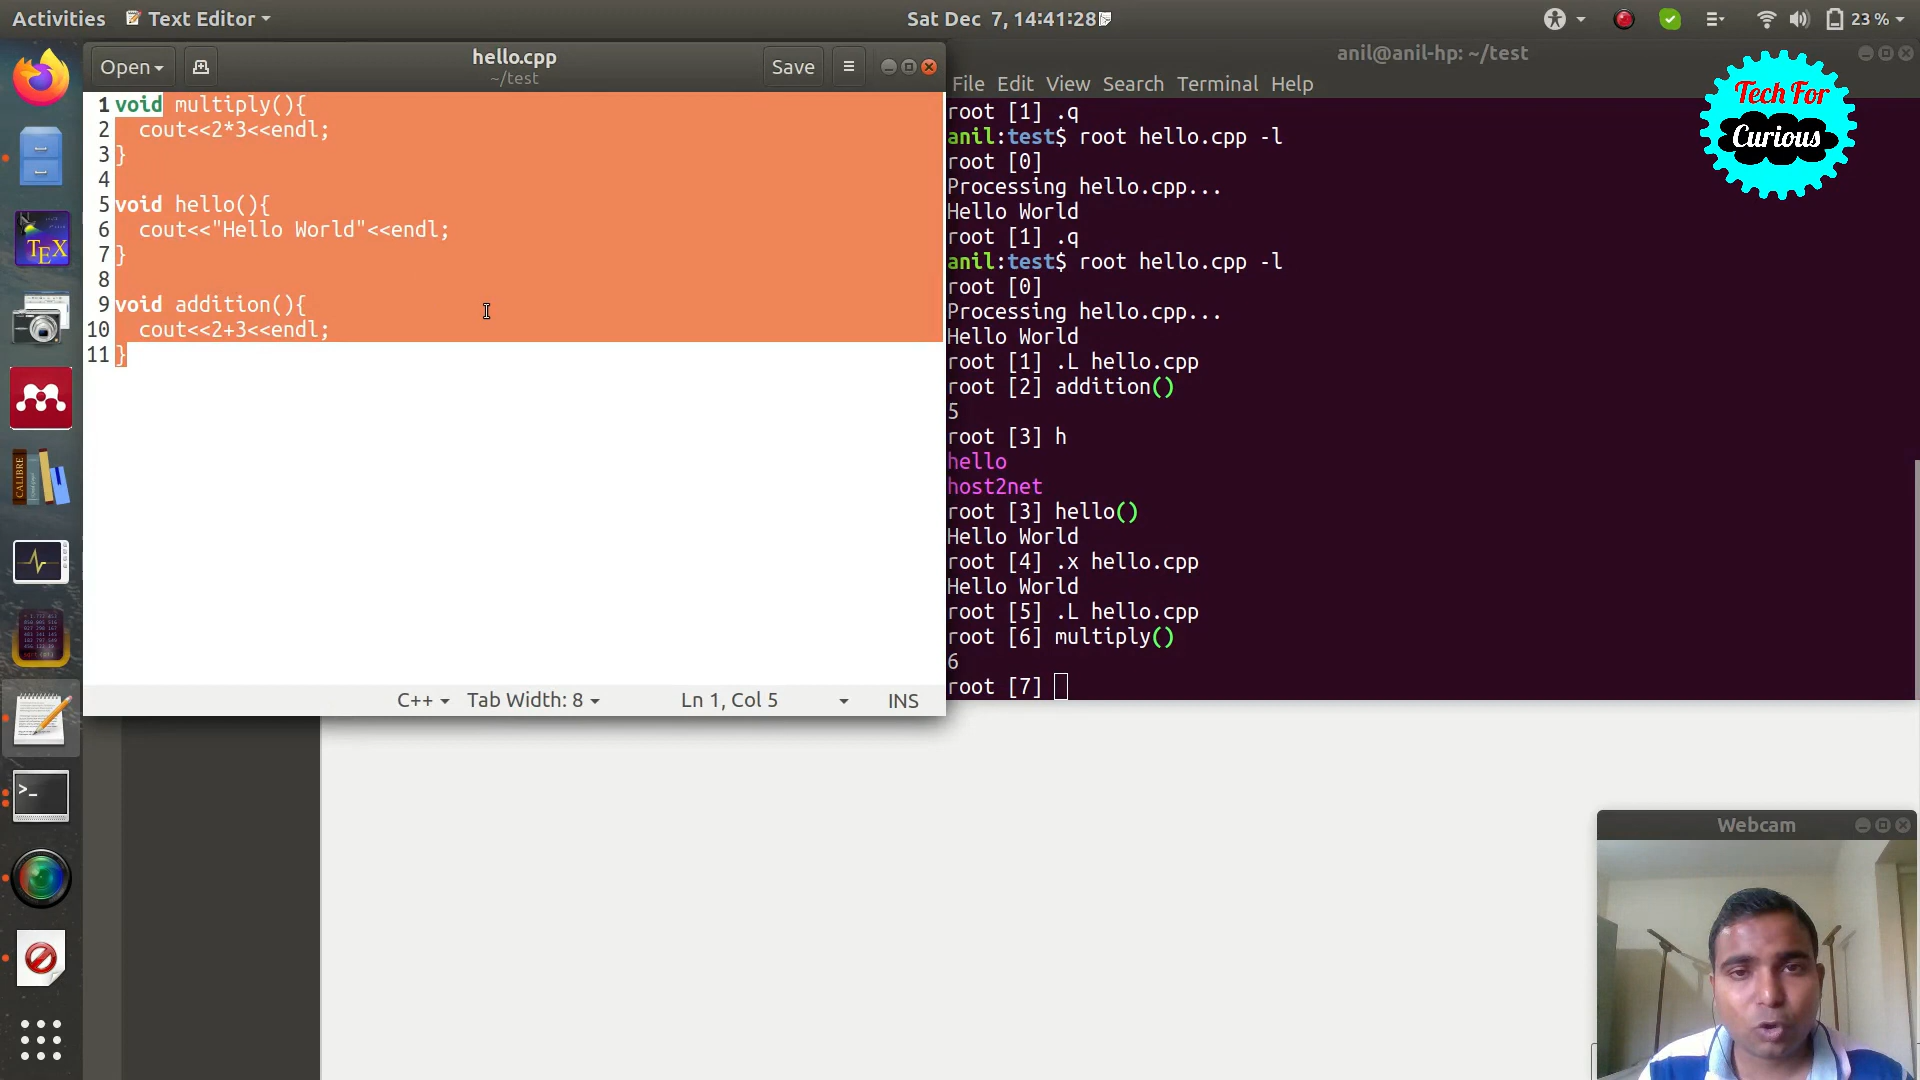 Activities Text Editor Sat Dec 7, 14:41:28 23 %
Open hello.cpp Save
~/test
1 void multiply(){
2 cout<<2*3<<endl;
3 }
4
5 void hello(){
6 cout<<"Hello World"<<endl;
7 }
8
9 void addition(){
10 cout<<2+3<<endl;
11 }
C++ Tab Width: 8 Ln 1, Col 5 INS
anil@anil-hp: ~/test
File Edit View Search Terminal Help
root [1] .q
anil:test$ root hello.cpp -l
root [0]
Processing hello.cpp...
Hello World
root [1] .q
anil:test$ root hello.cpp -l
root [0]
Processing hello.cpp...
Hello World
root [1] .L hello.cpp
root [2] addition()
5
root [3] h
hello
host2net
root [3] hello()
Hello World
root [4] .x hello.cpp
Hello World
root [5] .L hello.cpp
root [6] multiply()
6
root [7]
Tech For
Curious
TEX
CALIBRE
>_
Webcam